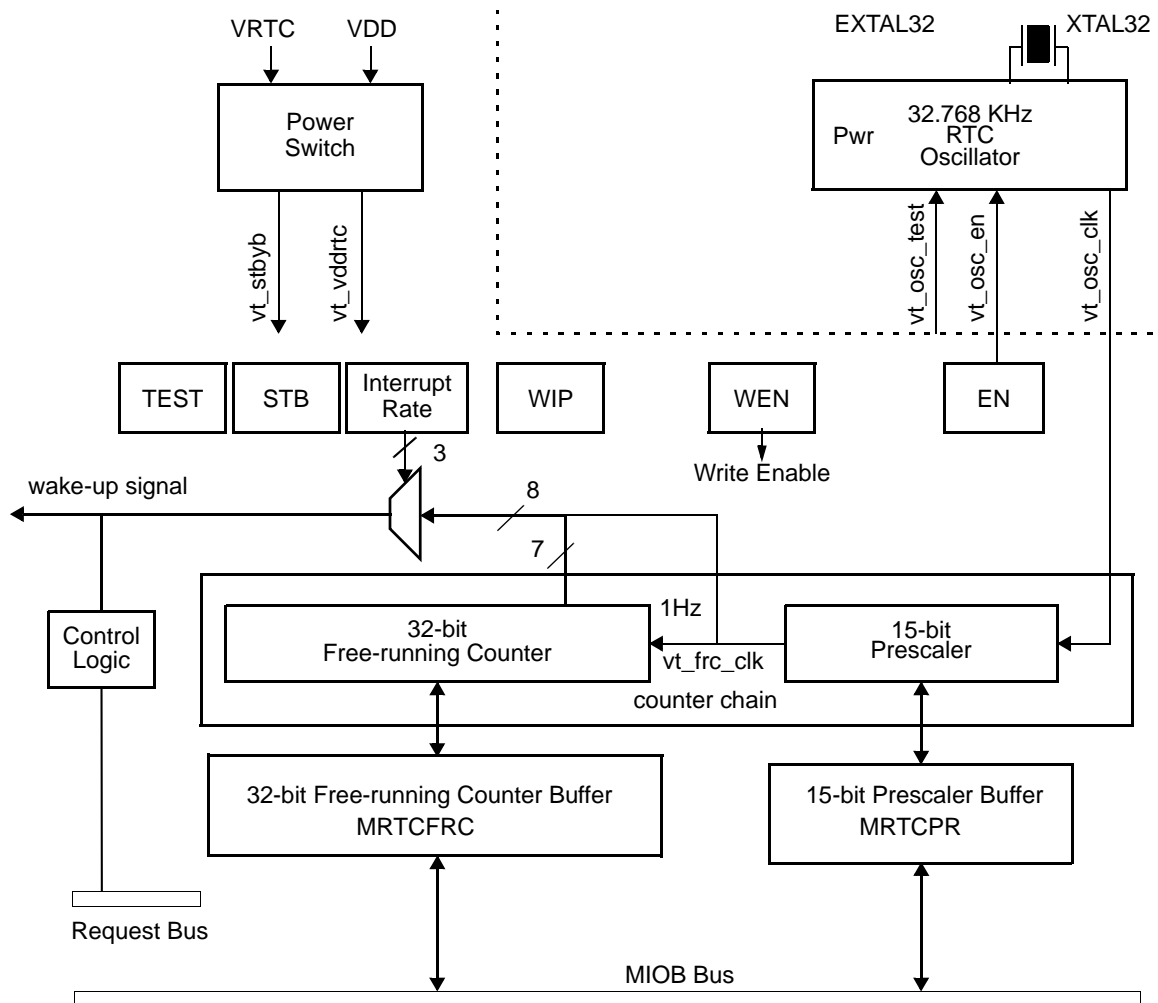 EXTAL32
XTAL32
VRTC
VDD
Power
Switch
32.768 KHz
Pwr
RTC
Oscillator
vt_stbyb
vt_vddrtc
vt_osc_test
vt_osc_en
vt_osc_clk
TEST
STB
Interrupt
Rate
WIP
WEN
EN
3
Write Enable
wake-up signal
8
7
1Hz
32-bit
Free-running Counter
vt_frc_clk
15-bit
Prescaler
Control
Logic
counter chain
32-bit Free-running Counter Buffer
MRTCFRC
15-bit Prescaler Buffer
MRTCPR
Request Bus
MIOB Bus